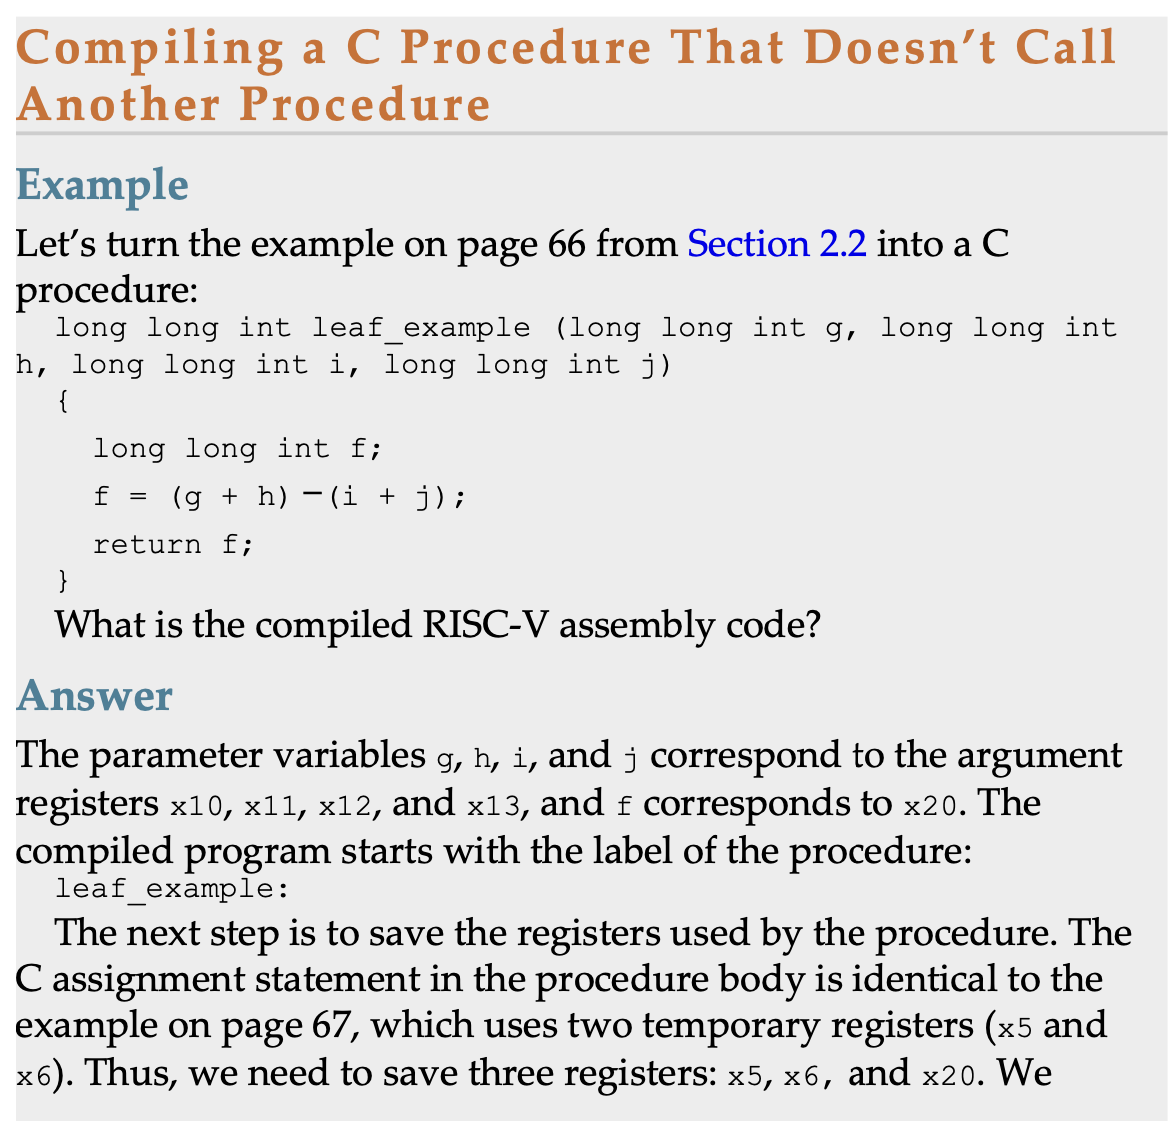 Compiling a C Procedure That Doesn’t Call
Another Procedure
Example
Let’s turn the example on page 66 from Section 2.2 into a C
procedure:
long long int leaf_example (long long int g, long long int
h, long long int i, long long int j)
{
long long int f;
f = (g + h) − (i + j);
return f;
}
What is the compiled RISC-V assembly code?
Answer
The parameter variables g, h, i, and j correspond to the argument
registers x10, x11, x12, and x13, and f corresponds to x20. The
compiled program starts with the label of the procedure:
leaf_example:
The next step is to save the registers used by the procedure. The
C assignment statement in the procedure body is identical to the
example on page 67, which uses two temporary registers (x5 and
x6). Thus, we need to save three registers: x5, x6, and x20. We